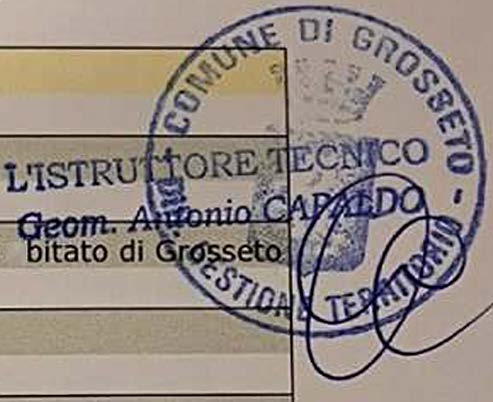 COMUNE DI GROSSETO
L'ISTRUTTORE TECNICO
Geom. Antonio CAPALDO
bitato di Grosseto
GESTIONE TERRITORIO